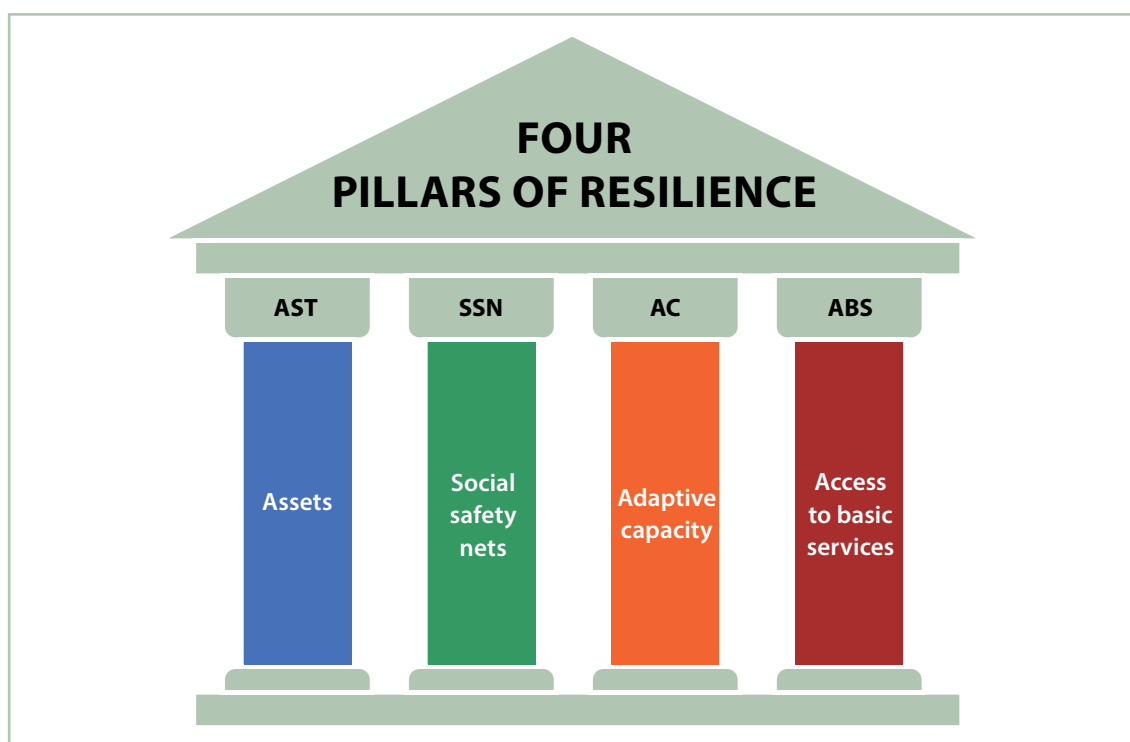 FOUR
PILLARS OF RESILIENCE
AST
SSN
AC
ABS
Assets
Social
safety
nets
Adaptive
capacity
Access
to basic
services